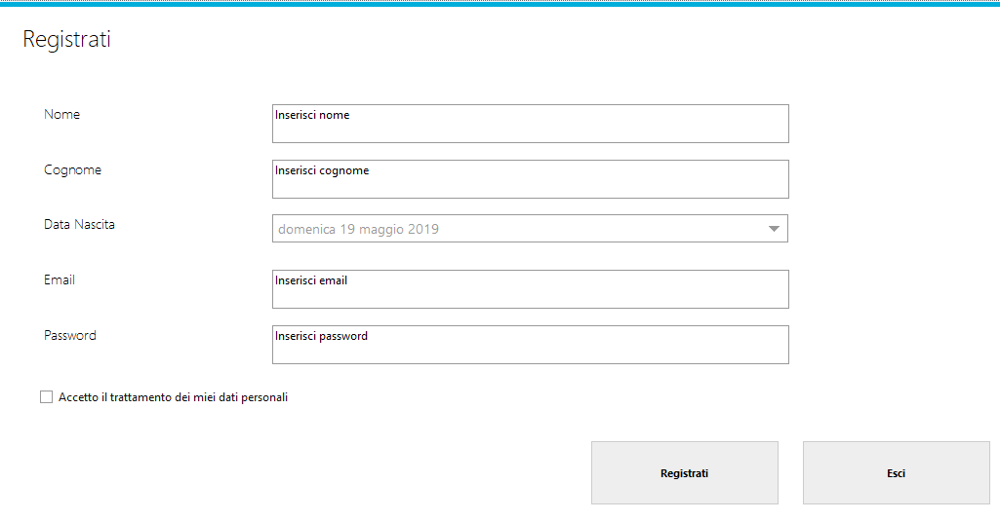 Registrati
Nome
Inserisci nome
Cognome
Inserisci cognome
Data Nascita
domenica 19 maggio 2019
Email
Inserisci email
Password
Inserisci password
Accetto il trattamento dei miei dati personali
Registrati
Esci